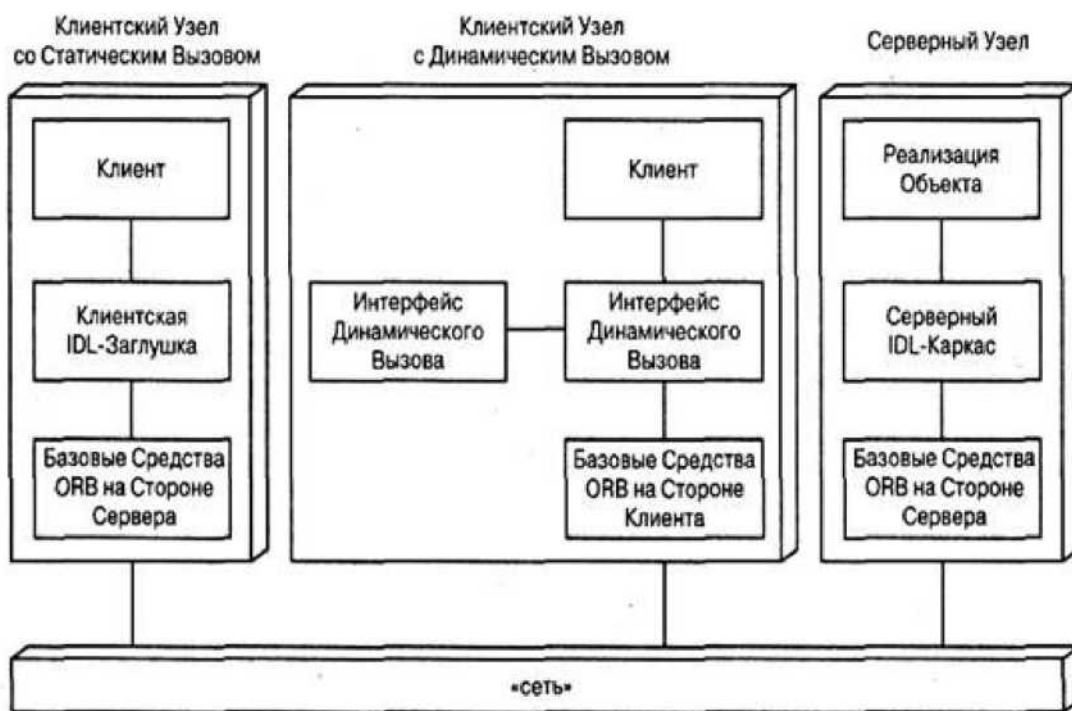 Клиентский Узел
со Статическим Вызовом
Клиентский Узел
с Динамическим Вызовом
Серверный Узел
Клиент
Клиент
Реализация
Объекта
Клиентская
IDL-Заглушка
Интерфейс
Динамического
Вызова
Интерфейс
Динамического
Вызова
Серверный
IDL-Каркас
Базовые Средства
ORB на Стороне
Сервера
Базовые Средства
ORB на Стороне
Клиента
Базовые Средства
ORB на Стороне
Сервера
«сеть»